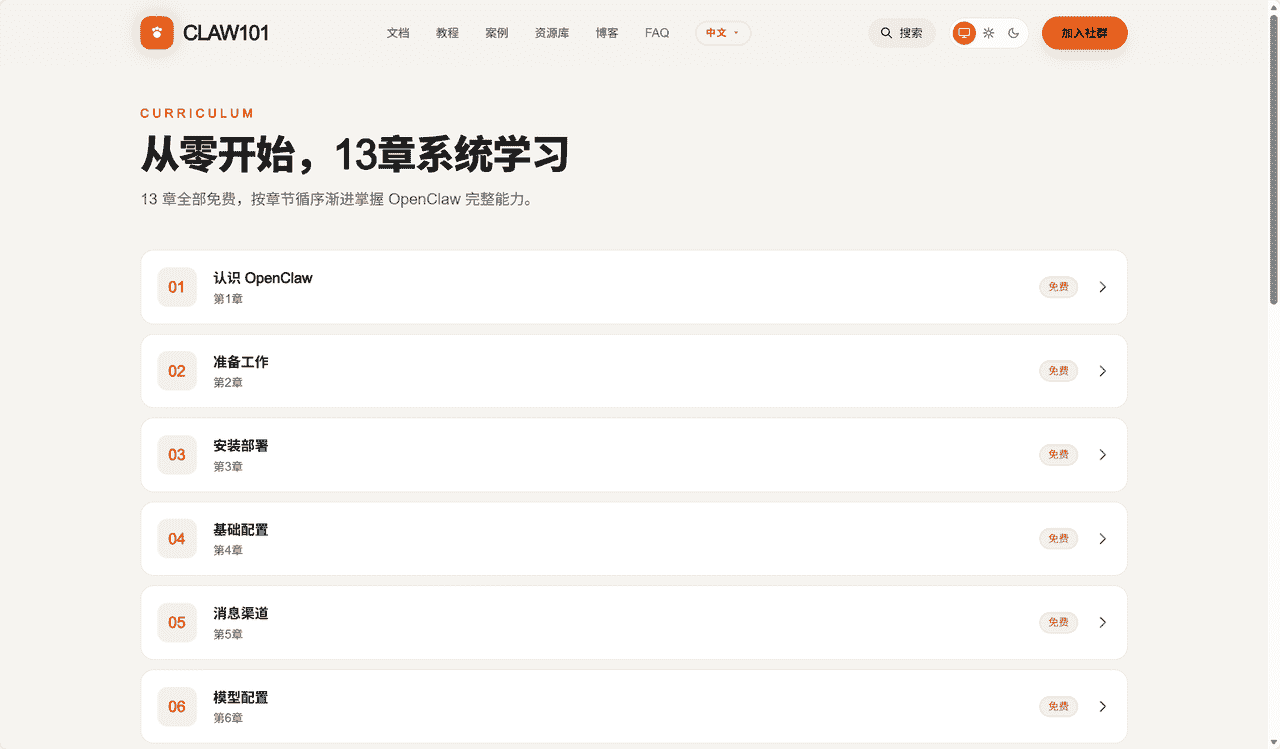 CLAW101
文档 教程 案例 资源库 博客 FAQ 中文 搜索 加入社群
CURRICULUM
从零开始，13章系统学习
13 章全部免费，按章节循序渐进掌握 OpenClaw 完整能力。
01 认识 OpenClaw 免费
第1章
02 准备工作 免费
第2章
03 安装部署 免费
第3章
04 基础配置 免费
第4章
05 消息渠道 免费
第5章
06 模型配置 免费
第6章